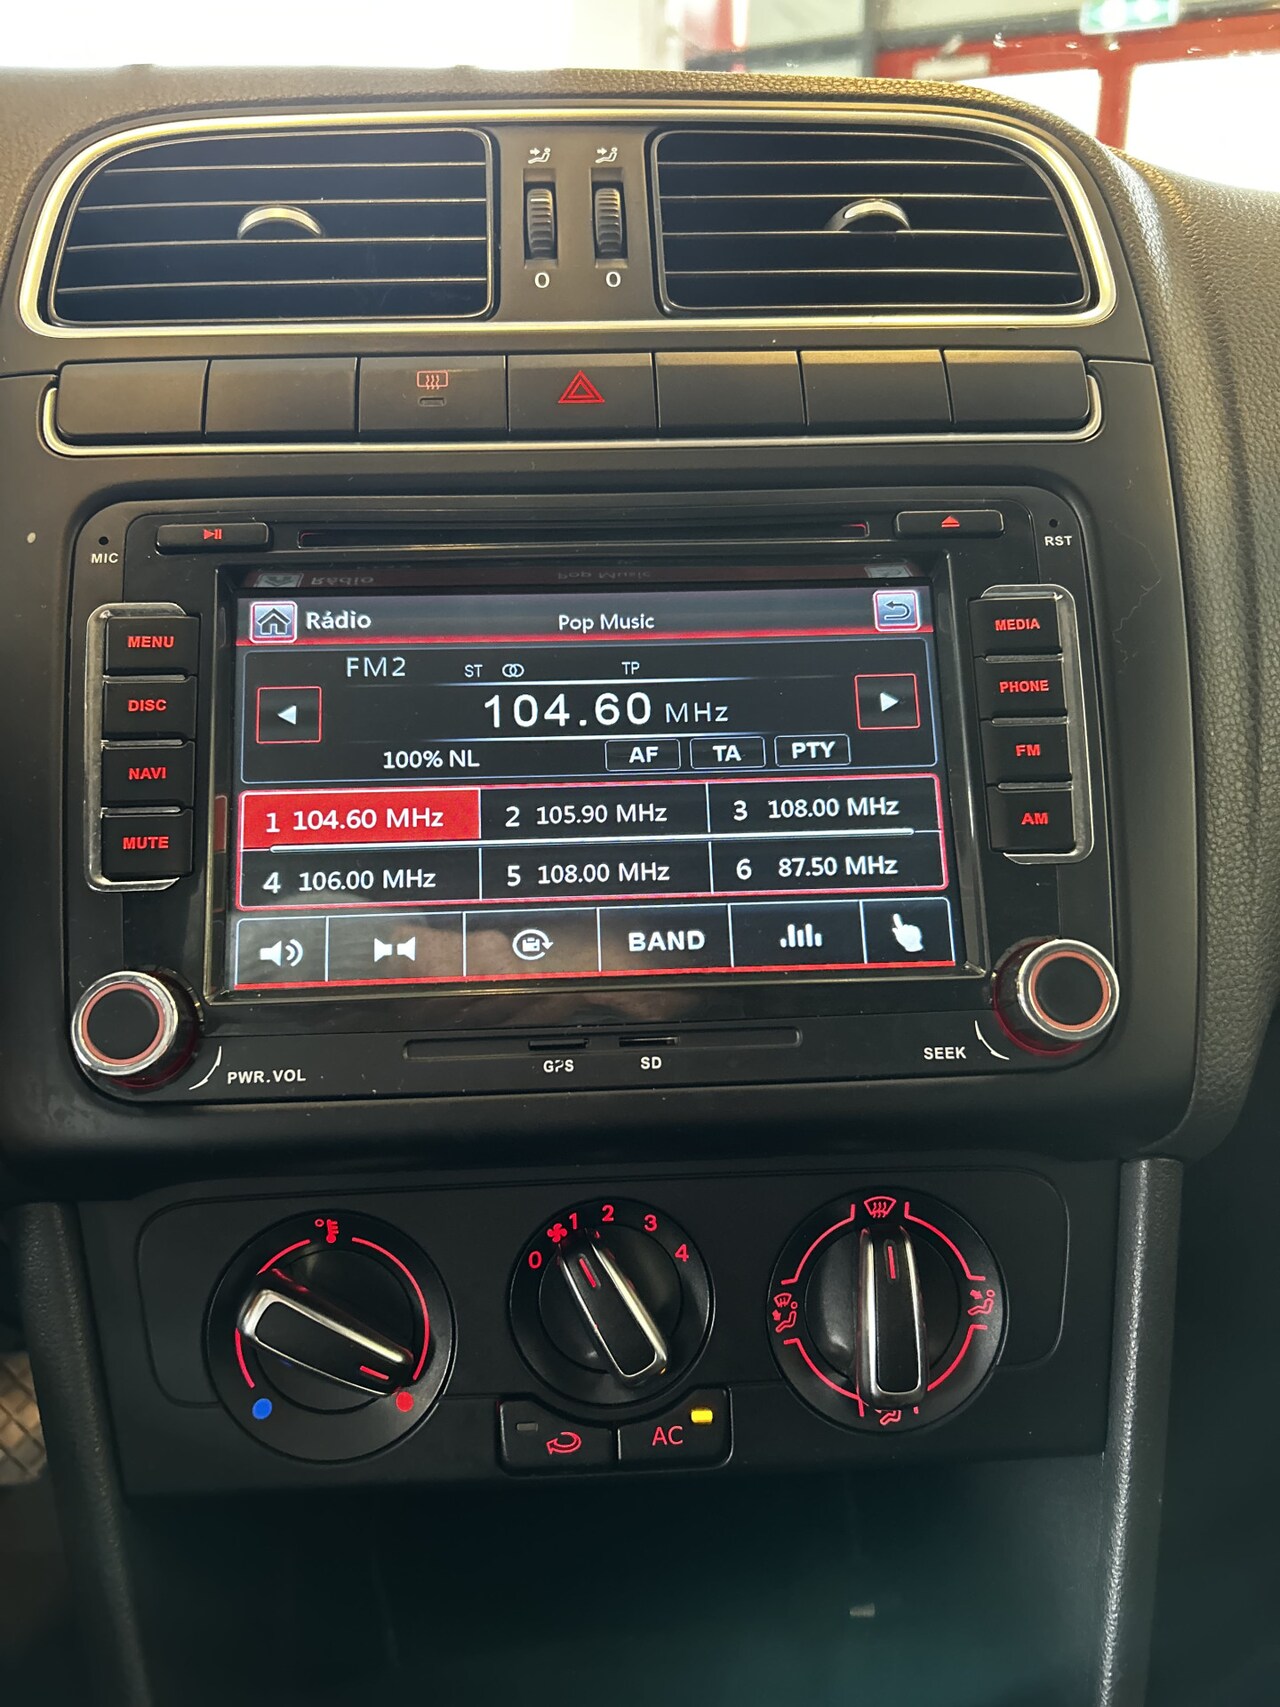 0 0
MIC
RST
MENU
DISC
NAVI
MUTE
Rádio Pop Music
FM2 ST TP
104.60 MHz
100% NL AF TA PTY
1 104.60 MHz 2 105.90 MHz 3 108.00 MHz
4 106.00 MHz 5 108.00 MHz 6 87.50 MHz
BAND
MEDIA
PHONE
FM
AM
PWR.VOL
GPS SD
SEEK
0 1 2 3 4
AC